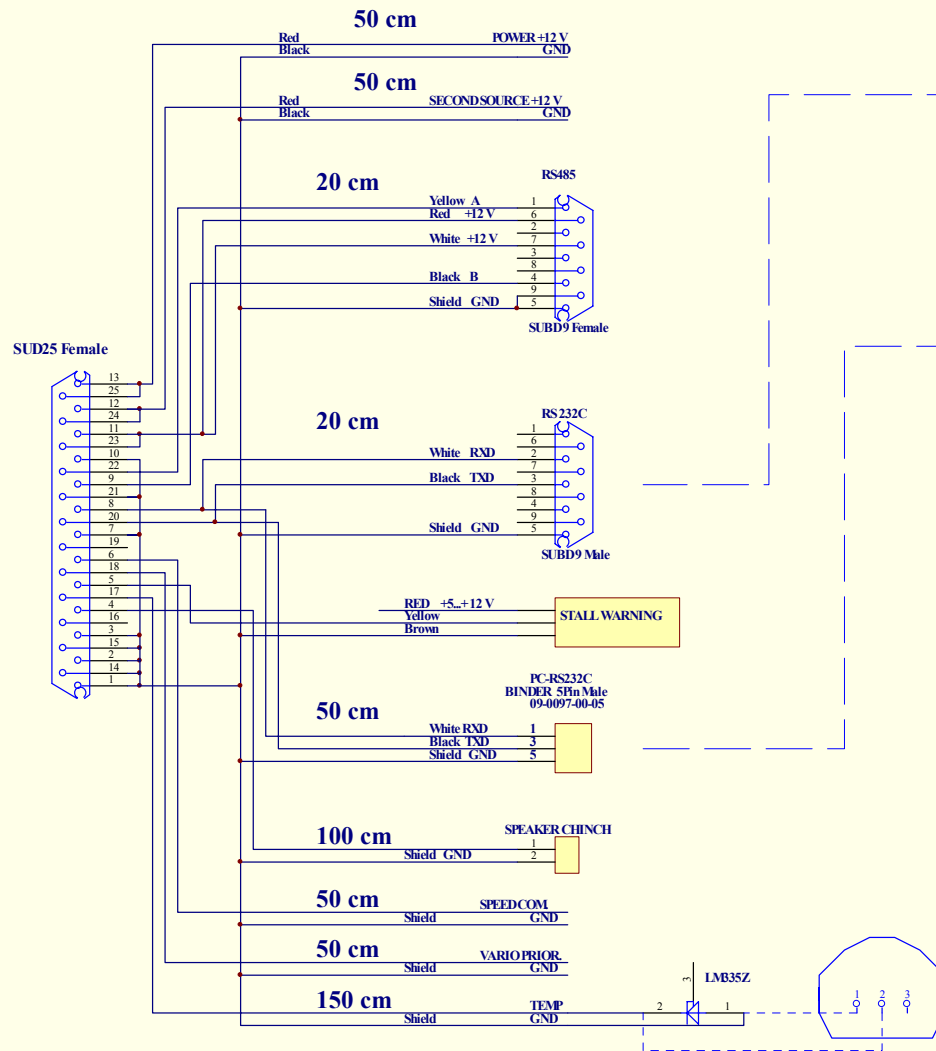 50 cm
Red POWER +12 V
Black GND
50 cm
Red SECOND SOURCE +12 V
Black GND
RS485
20 cm
Yellow A 1
Red +12 V 6
2
White +12 V 7
3
8
Black B 4
9
Shield GND 5
SUBD9 Female
SUD25 Female
13
25
12
24
11
23
10
22
9
21
8
20
7
19
6
18
5
17
4
16
3
15
2
14
1
RS232C
20 cm
1
6
White RXD 2
7
Black TXD 3
8
4
9
Shield GND 5
SUBD9 Male
RED +5...+12 V
Yellow STALL WARNING
Brown
PC-RS232C
BINDER 5Pin Male
09-0097-00-05
50 cm
White RXD 1
Black TXD 3
Shield GND 5
SPEAKER CHINCH
100 cm
1
Shield GND 2
50 cm SPEED COM.
Shield GND
50 cm VARIO PRIOR.
Shield GND
LM335Z
3
150 cm TEMP 2 1
Shield GND
1 2 3